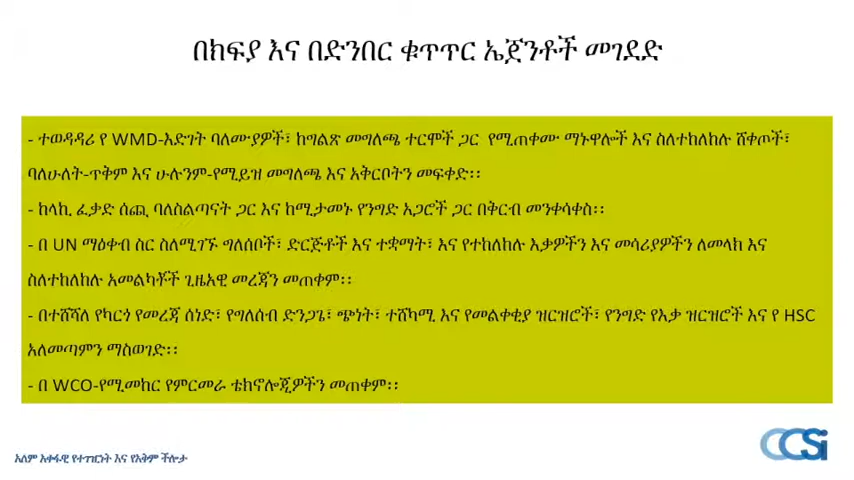 በክፍያ እና በድንበር ቁጥጥር ኤጀንቶች መገደድ
- ተወዳዳሪ የ WMD-እድገት ባለሙያዎች፣ ከግልጽ መግለጫ ተርሞች ጋር የሚጠቀሙ ማኑዋሎች እና ስለተከለከሉ ሸቀጦች፣
ባለሁለት-ጥቅም እና ሁሉንም-የሚይዝ መግለጫ እና አቅርቦትን መፍቀድ፡፡
- ከላኪ ፈቃድ ሰጪ ባለስልጣናት ጋር እና ከሚታመኑ የንግድ አጋሮች ጋር በቅርብ መንቀሳቀስ፡፡
- በ UN ማዕቀብ ስር ስለሚገኙ ግለሰቦች፣ ድርጅቶች እና ተቋማት፣ እና የተከለከሉ እቃዎችን እና መሳሪያዎችን ለመላክ እና
ስለተከለከሉ አመልካቾች ጊዜአዊ መረጃን መጠቀም፡፡
- በተሸሻለ የካርጎ የመረጃ ሰነድ፣ የግለሰብ ድንጋጌ፣ ጭነት፣ ተሸካሚ እና የመልቀቂያ ዝርዝሮች፣ የንግድ የእቃ ዝርዝሮች እና የ HSC
አለመጣምን ማስወገድ፡፡
- በ WCO-የሚመከር የምርመራ ቴክኖሎጂዎችን መጠቀም፡፡
CCSi
አለም አቀፋዊ የተገዢነት እና የአቅም ችሎታ